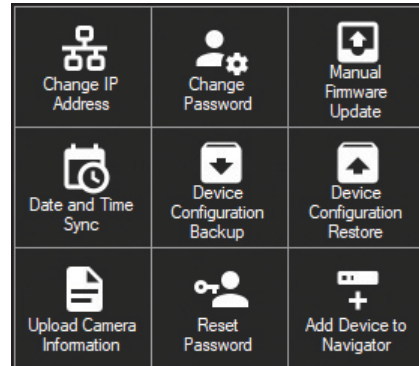 Change IP
Address
Change
Password
Manual
Firmware
Update
Date and Time
Sync
Device
Configuration
Backup
Device
Configuration
Restore
Upload Camera
Information
Reset
Password
Add Device to
Navigator